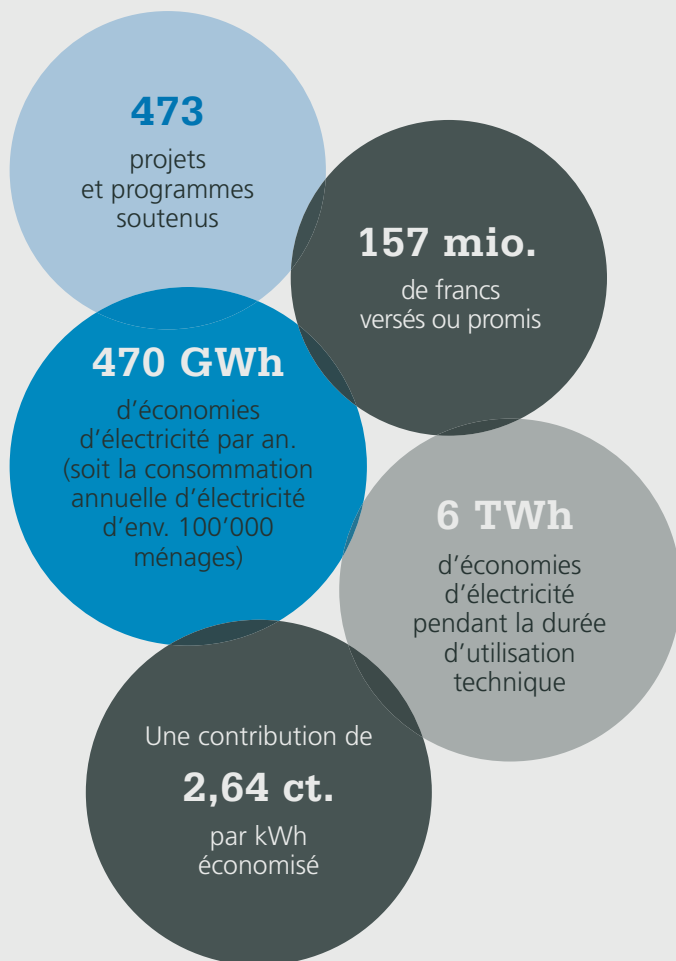 473
projets
et programmes
soutenus
157 mio.
de francs
versés ou promis
470 GWh
d’économies
d’électricité par an.
(soit la consommation
annuelle d’électricité
d’env. 100’000
ménages)
6 TWh
d’économies
d’électricité
pendant la durée
d’utilisation
technique
Une contribution de
2,64 ct.
par kWh
économisé